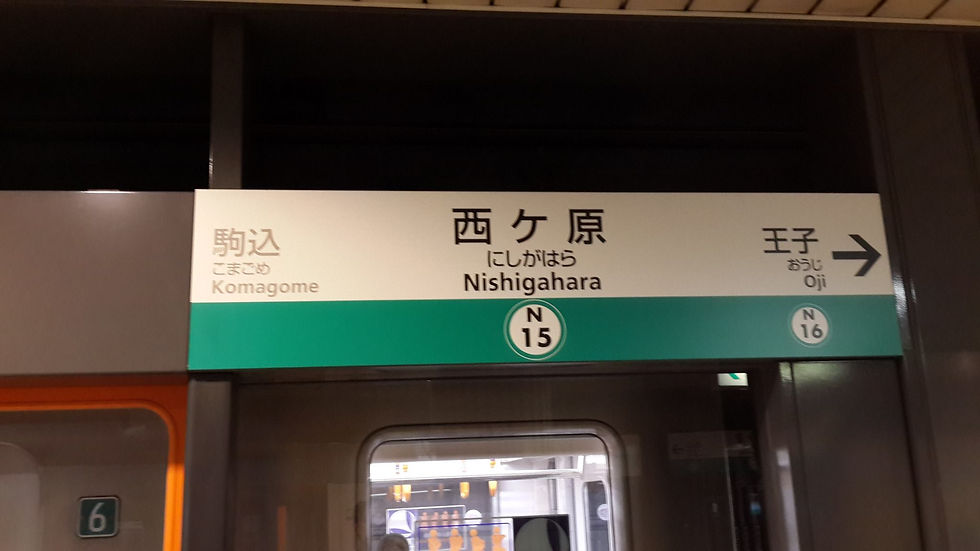 駒込
こまごめ
Komagome
西ケ原
にしがはら
Nishigahara
N
15
王子
おうじ
Oji
N
16
6